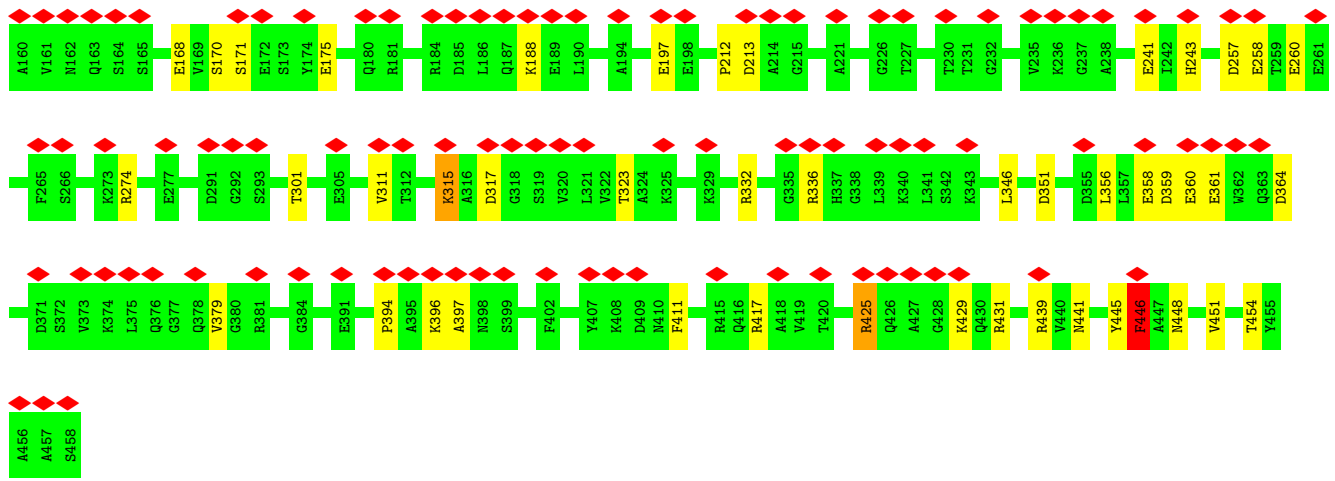 A160 V161 N162 Q163 S164 S165 E168 V169 S170 S171 E172 S173 Y174 E175 Q180 R181 R184 D185 L186 Q187 K188 E189 L190 A194 E197 E198 P212 D213 A214 G215 A221 G226 T227 T230 T231 G232 V235 K236 G237 A238 E241 I242 H243 D257 E258 T259 E260 E261
F265 S266 K273 R274 E277 D291 G292 S293 T301 E305 V311 T312 K315 A316 D317 G318 S319 V320 L321 V322 T323 A324 K325 K329 R332 G335 R336 H337 G338 L339 K340 L341 S342 K343 L346 D351 D355 L356 L357 E358 D359 E360 E361 W362 Q363 D364
D371 S372 V373 K374 L375 Q376 G377 Q378 V379 G380 R381 G384 E391 P394 A395 K396 A397 N398 S399 F402 Y407 K408 D409 N410 F411 R415 Q416 R417 A418 V419 T420 R425 Q426 A427 G428 K429 Q430 R431 R439 V440 N441 Y445 F446 A447 N448 V451 T454 Y455
A456 A457 S458